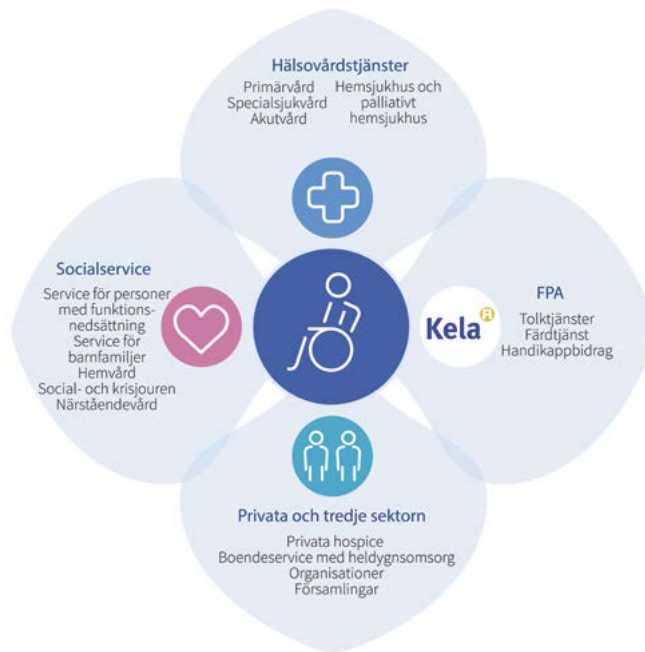 Hälsovårdstjänster
Primärvård
Specialsjukvård
Akutvård
Hemsjukhus och
palliativt
hemsjukhus
Socialservice
Service för personer
med funktions-
nedsättning
Service för
barnfamiljer
Hemvård
Social- och krisjouren
Närståendevård
Kela
FPA
Tolktjänster
Färdtjänst
Handikappbidrag
Privata och tredje sektorn
Privata hospice
Boendeservice med heldygnsomsorg
Organisationer
Församlingar